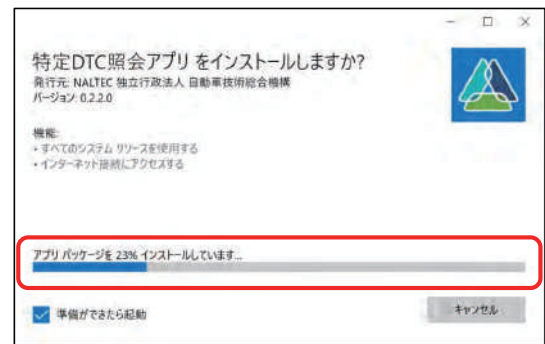 特定DTC照会アプリ をインストールしますか?
発行元: NALTEC 独立行政法人 自動車技術総合機構
バージョン: 0.2.2.0
機能:
• すべてのシステム リソースを使用する
• インターネット接続にアクセスする
アプリ パッケージを 23% インストールしています...
準備ができたら起動
キャンセル